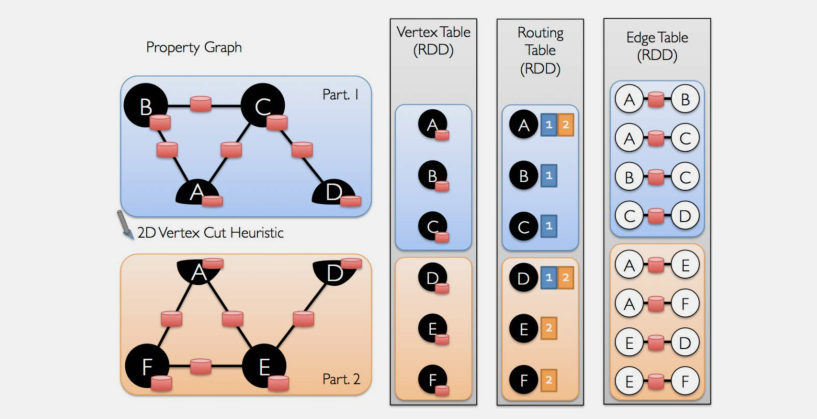 Property Graph
Part. 1
B
C
A
D
2D Vertex Cut Heuristic
A
D
F
E
Part. 2
Vertex Table
(RDD)
A
B
C
D
E
F
Routing
Table
(RDD)
A 1 2
B 1
C 1
D 1 2
E 2
F 2
Edge Table
(RDD)
A B
A C
B C
C D
A E
A F
E D
E F